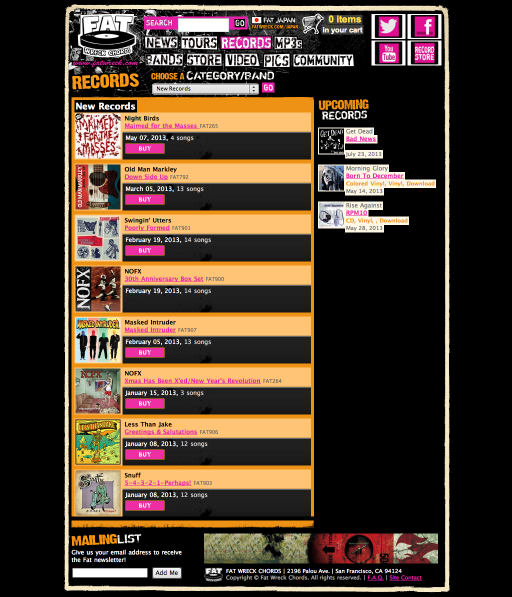 FAT
WRECK CHORDS
www.fatwreck.com
SEARCH GO
FAT JAPAN
FATWRECK.COM/JAPAN
0 items
in your cart
NEWS TOURS RECORDS MP3s
BANDS STORE VIDEO PICS COMMUNITY
You Tube
RECORD STORE
RECORDS
CHOOSE A CATEGORY/BAND
New Records GO
New Records
Night Birds
Maimed for the Masses FAT265
May 07, 2013, 4 songs
BUY
Old Man Markley
Down Side Up FAT792
March 05, 2013, 13 songs
BUY
Swingin' Utters
Poorly Formed FAT901
February 19, 2013, 14 songs
BUY
NOFX
30th Anniversary Box Set FAT900
February 19, 2013, 14 songs
BUY
Masked Intruder
Masked Intruder FAT907
February 05, 2013, 13 songs
BUY
NOFX
Xmas Has Been X'ed/New Year's Revolution FAT264
January 15, 2013, 3 songs
BUY
Less Than Jake
Greetings & Salutations FAT906
January 08, 2013, 12 songs
BUY
Snuff
5-4-3-2-1-Perhaps! FAT903
January 08, 2013, 12 songs
BUY
UPCOMING
RECORDS
Get Dead
Bad News
July 23, 2013
Morning Glory
Born To December
Colored Vinyl, Vinyl, Download
May 14, 2013
Rise Against
RPM10
CD, Vinyl, , Download
May 28, 2013
MAILINGLIST
Give us your email address to receive
the Fat newsletter!
Add Me
FAT WRECK CHORDS | 2196 Palou Ave. | San Francisco, CA 94124
Copyright © Fat Wreck Chords. All rights reserved. | F.A.Q. | Site Contact